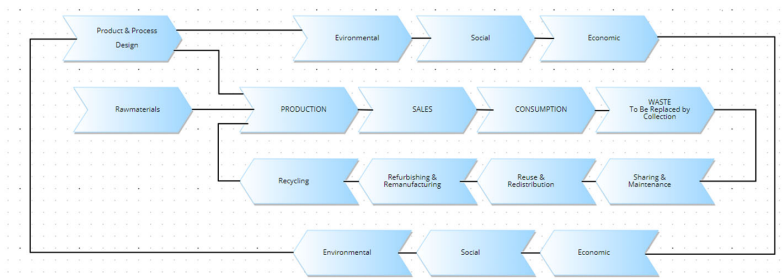 Product & Process
Design
Evironmental
Social
Economic
Rawmaterials
PRODUCTION
SALES
CONSUMPTION
WASTE
To Be Replaced by
Collection
Recycling
Refurbishing &
Remanufacturing
Reuse &
Redistribution
Sharing &
Maintenance
Environmental
Social
Economic